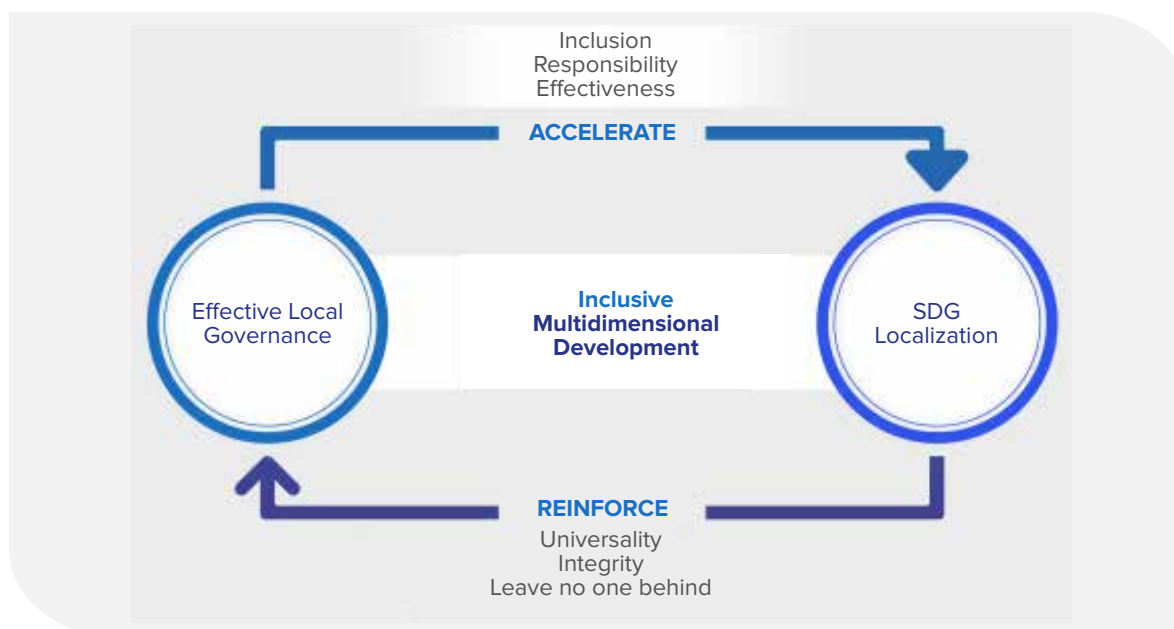 Inclusion
Responsibility
Effectiveness
ACCELERATE
Effective Local
Governance
Inclusive
Multidimensional
Development
SDG
Localization
REINFORCE
Universality
Integrity
Leave no one behind